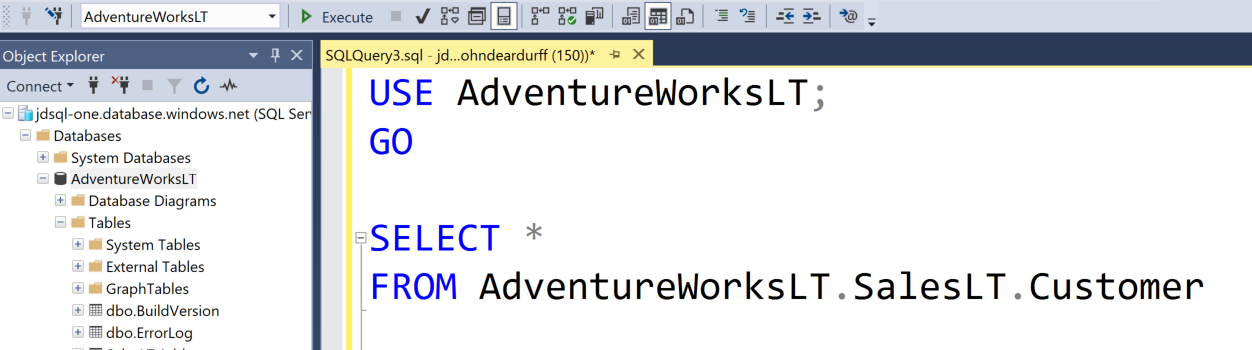 AdventureWorksLT
Execute
Object Explorer
SQLQuery3.sql - jd...ohndeardurff (150))*
Connect
jdsql-one.database.windows.net (SQL Ser
Databases
System Databases
AdventureWorksLT
Database Diagrams
Tables
System Tables
External Tables
GraphTables
dbo.BuildVersion
dbo.ErrorLog
USE AdventureWorksLT;
GO
SELECT *
FROM AdventureWorksLT.SalesLT.Customer